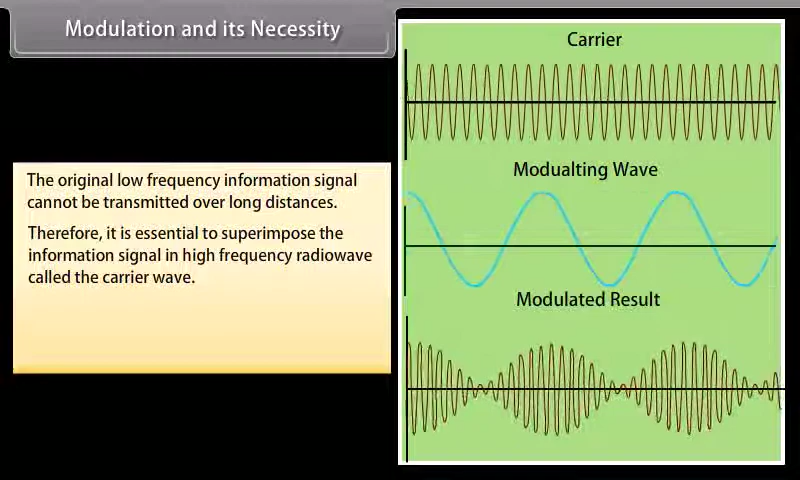 Modulation and its Necessity
The original low frequency information signal
cannot be transmitted over long distances.
Therefore, it is essential to superimpose the
information signal in high frequency radiowave
called the carrier wave.
Carrier
Modualting Wave
Modulated Result